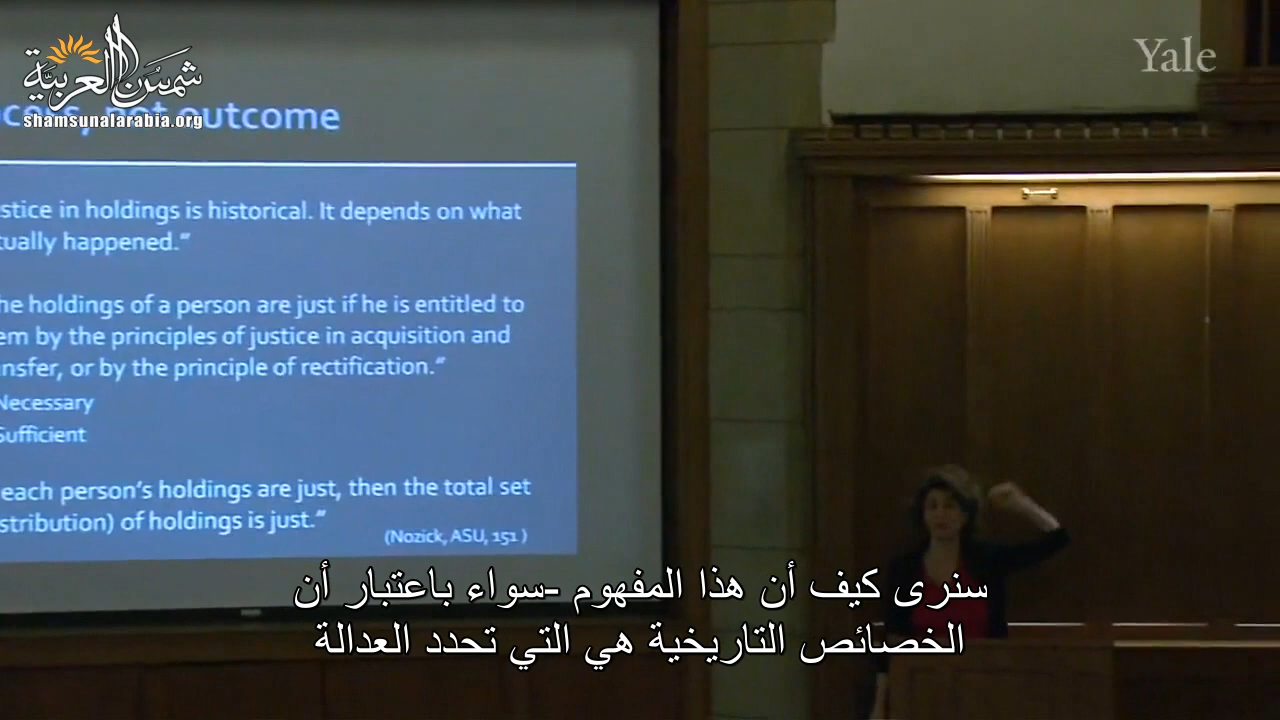 شمس العربية
shamsunalarabia.org
Yale
not outcome
stice in holdings is historical. It depends on what
tually happened."
he holdings of a person are just if he is entitled to
em by the principles of justice in acquisition and
nsfer, or by the principle of rectification."
Necessary
Sufficient
each person's holdings are just, then the total set
stribution) of holdings is just."
(Nozick, ASU, 151 )
سنرى كيف أن هذا المفهوم -سواء باعتبار أن
الخصائص التاريخية هي التي تحدد العدالة